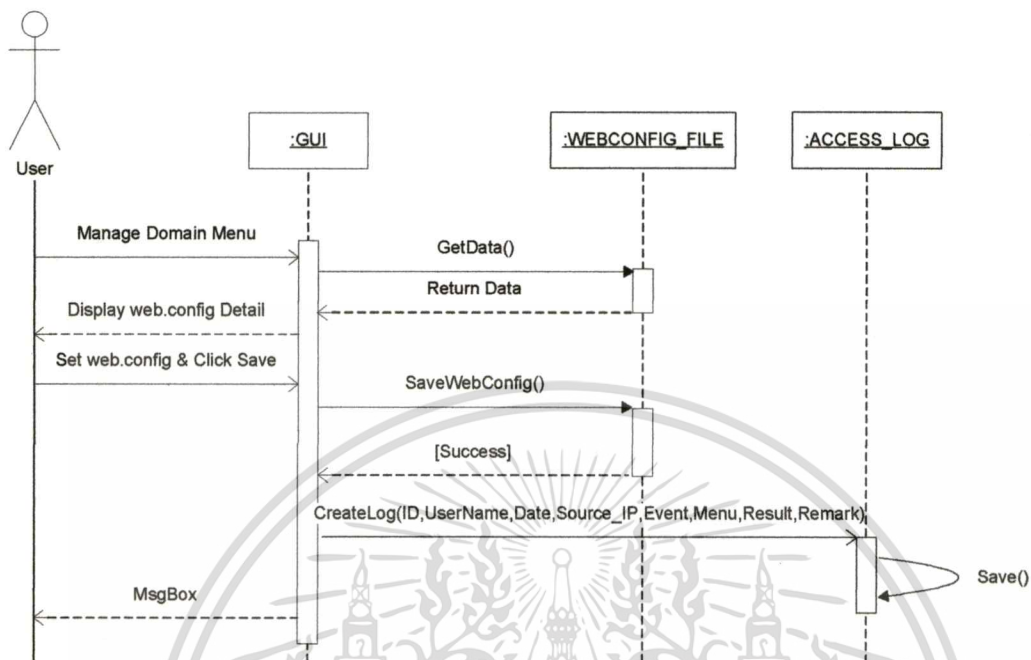 :GUI
:WEBCONFIG_FILE
:ACCESS_LOG
User
Manage Domain Menu
GetData()
Return Data
Display web.config Detail
Set web.config & Click Save
SaveWebConfig()
[Success]
CreateLog(ID,UserName,Date,Source_IP,Event,Menu,Result,Remark)
Save()
MsgBox